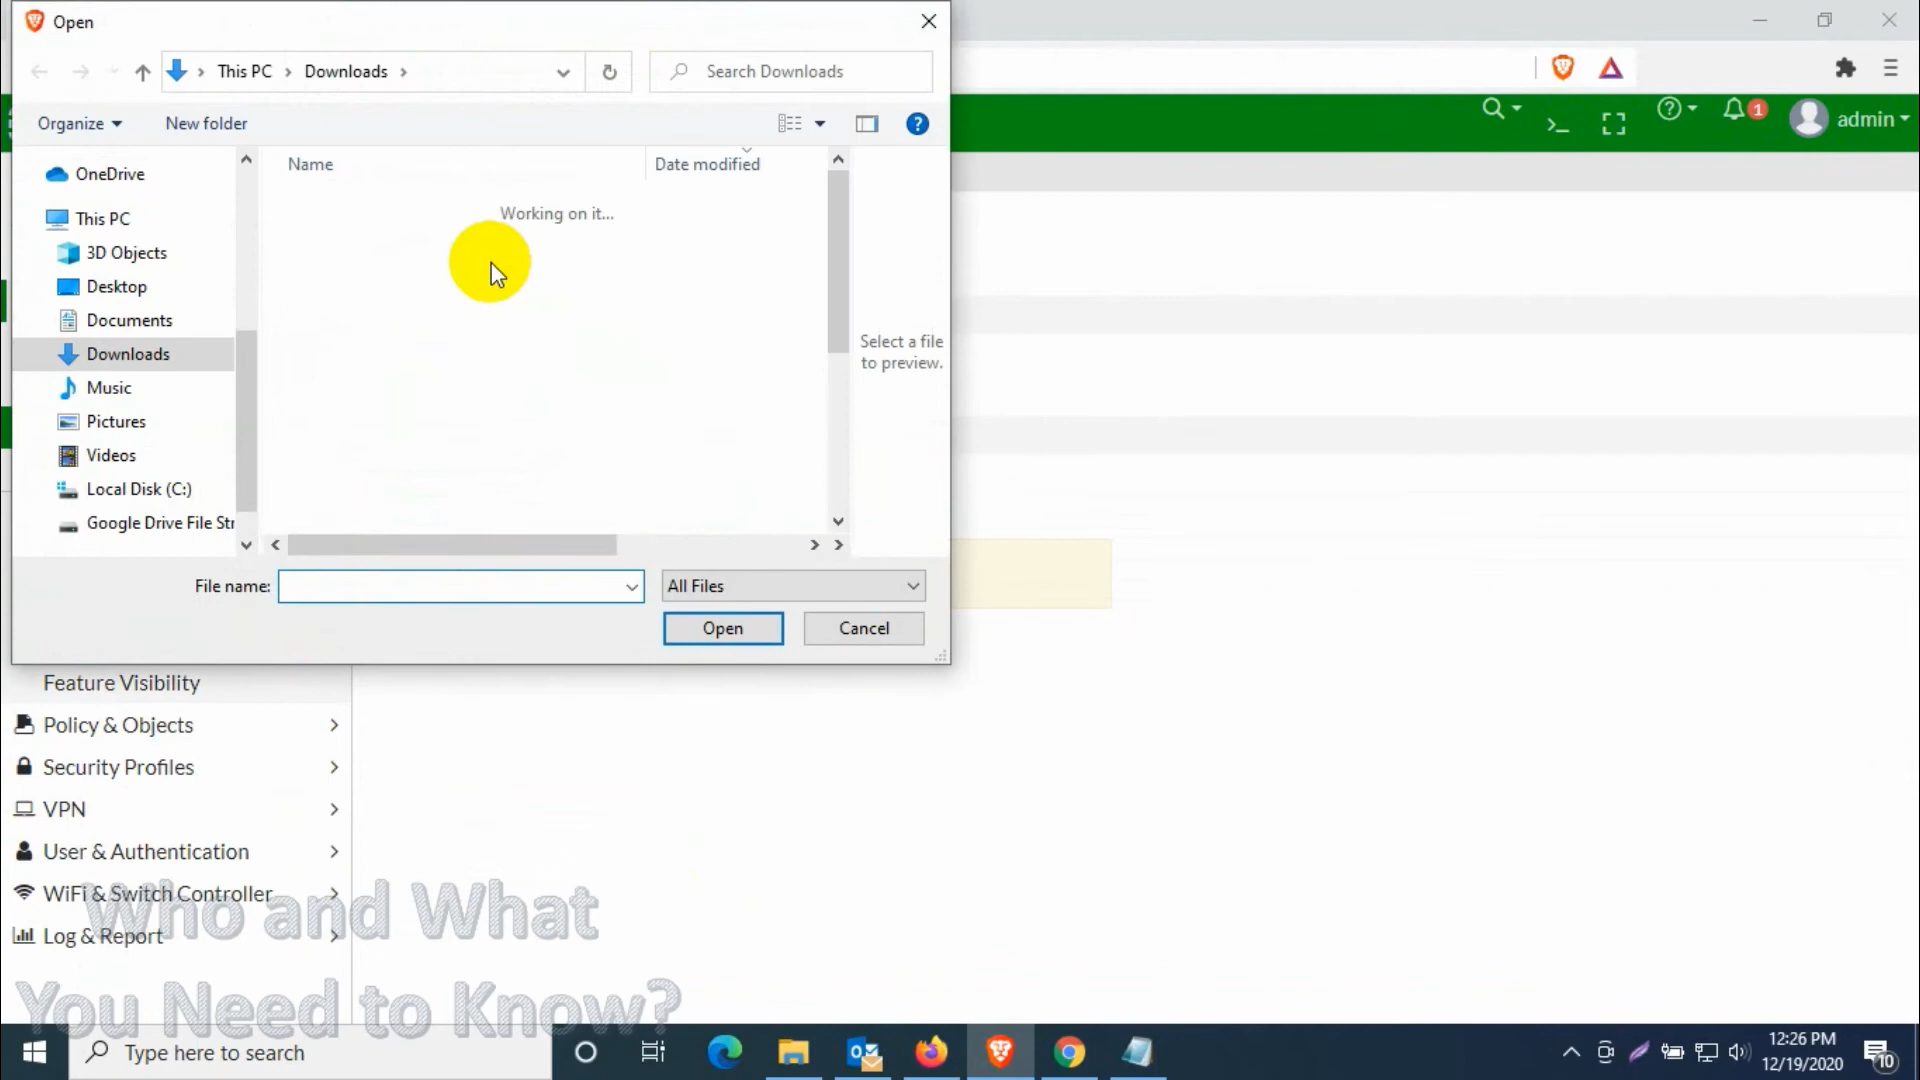 Open
This PC
Downloads
Search Downloads
Organize
New folder
admin
1
Name
Date modified
OneDrive
This PC
3D Objects
Desktop
Documents
Downloads
Music
Pictures
Videos
Local Disk (C:)
Google Drive File Str
Working on it...
Select a file
to preview.
File name:
All Files
Open
Cancel
Feature Visibility
Policy & Objects
Security Profiles
VPN
User & Authentication
WiFi & Switch Controller
Log & Report
Who and What
You Need to Know?
Type here to search
12:26 PM
12/19/2020
10